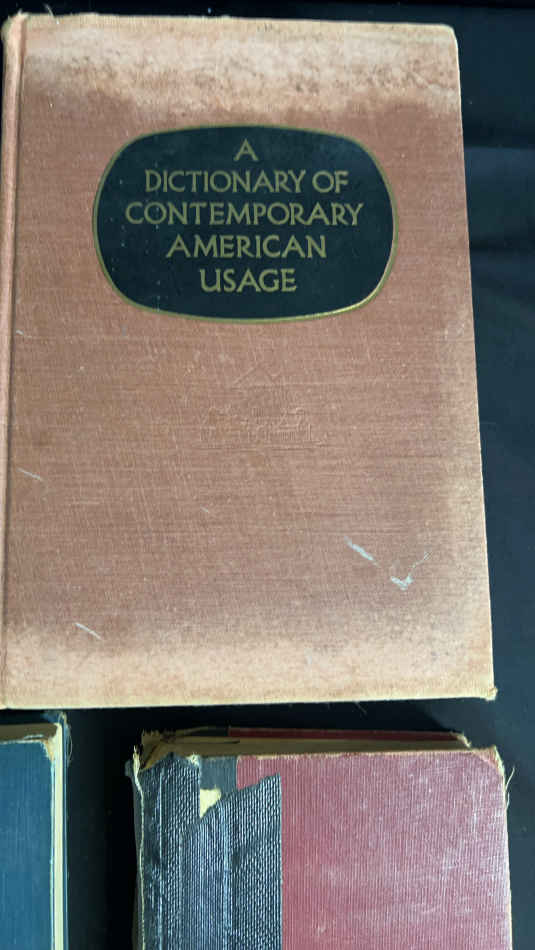 A
DICTIONARY OF
CONTEMPORARY
AMERICAN
USAGE